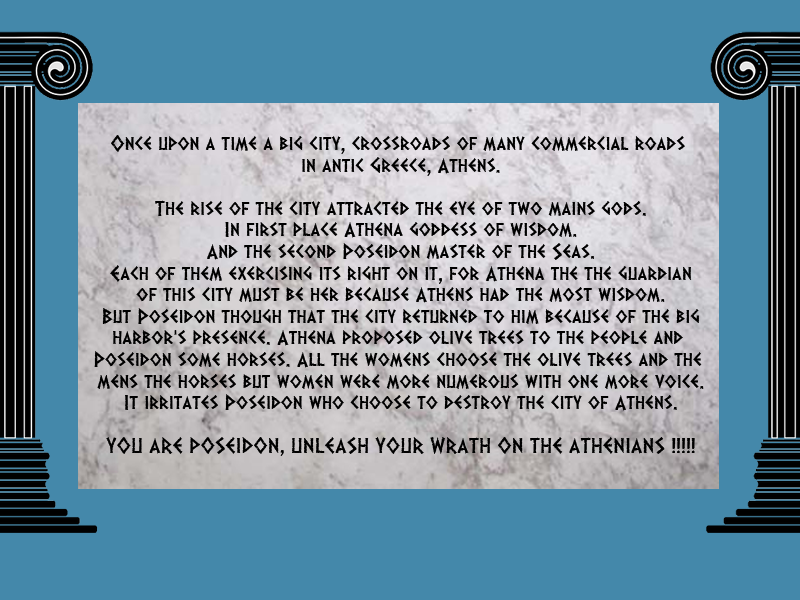 Once upon a time a big city, crossroads of many commercial roads
in antic Greece, Athens.
The rise of the city attracted the eye of two mains gods.
In first place Athena goddess of wisdom.
And the second Poseidon master of the Seas.
Each of them exercising its right on it, for Athena the the guardian
of this city must be her because Athens had the most wisdom.
But Poseidon though that the city returned to him because of the big
harbor's presence. Athena proposed olive trees to the people and
Poseidon some horses. All the womens choose the olive trees and the
mens the horses but women were more numerous with one more voice.
It irritates Poseidon who choose to destroy the city of Athens.
YOU ARE POSEIDON, UNLEASH YOUR WRATH ON THE ATHENIANS !!!!!